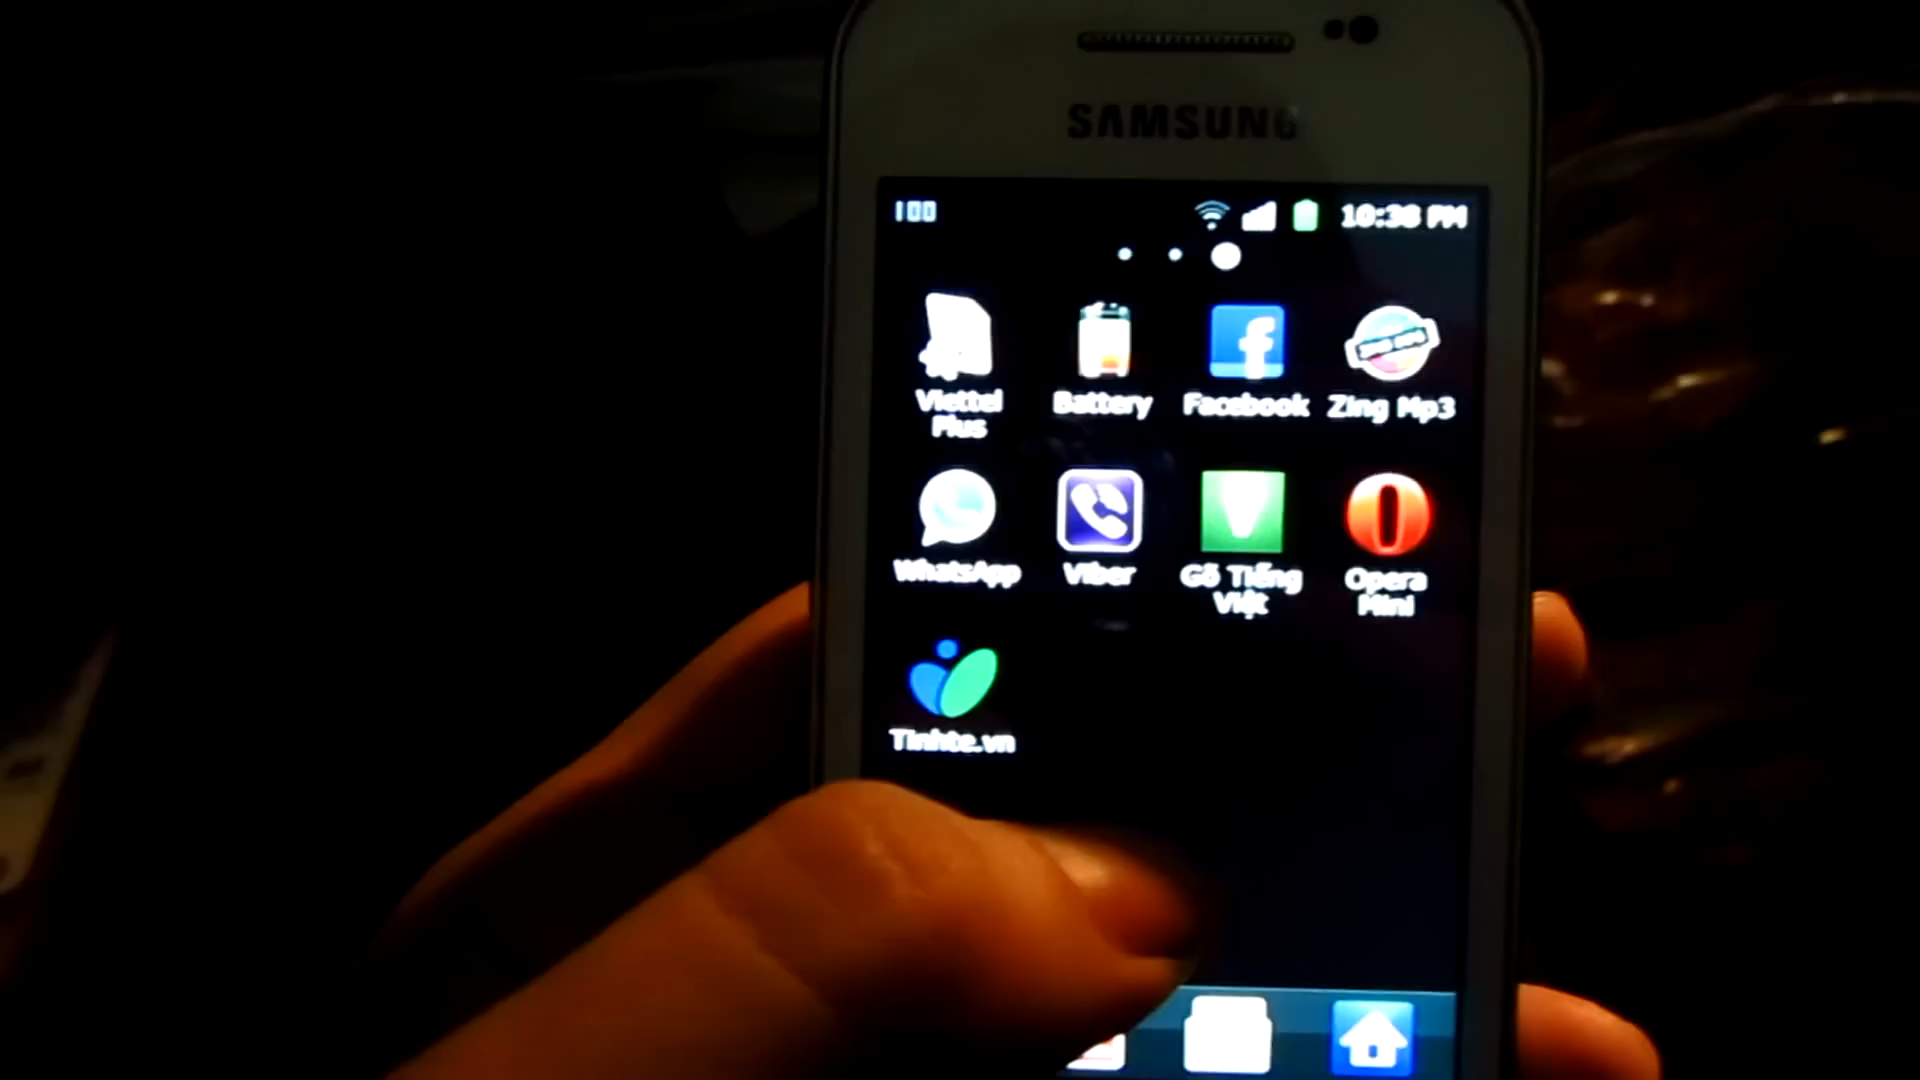 SAMSUNG
100
10:38 PM
Viettel
Plus
Battery
Facebook
Zing Mp3
WhatsApp
Viber
Gõ Tiếng
Việt
Opera
Mini
Tinhte.vn